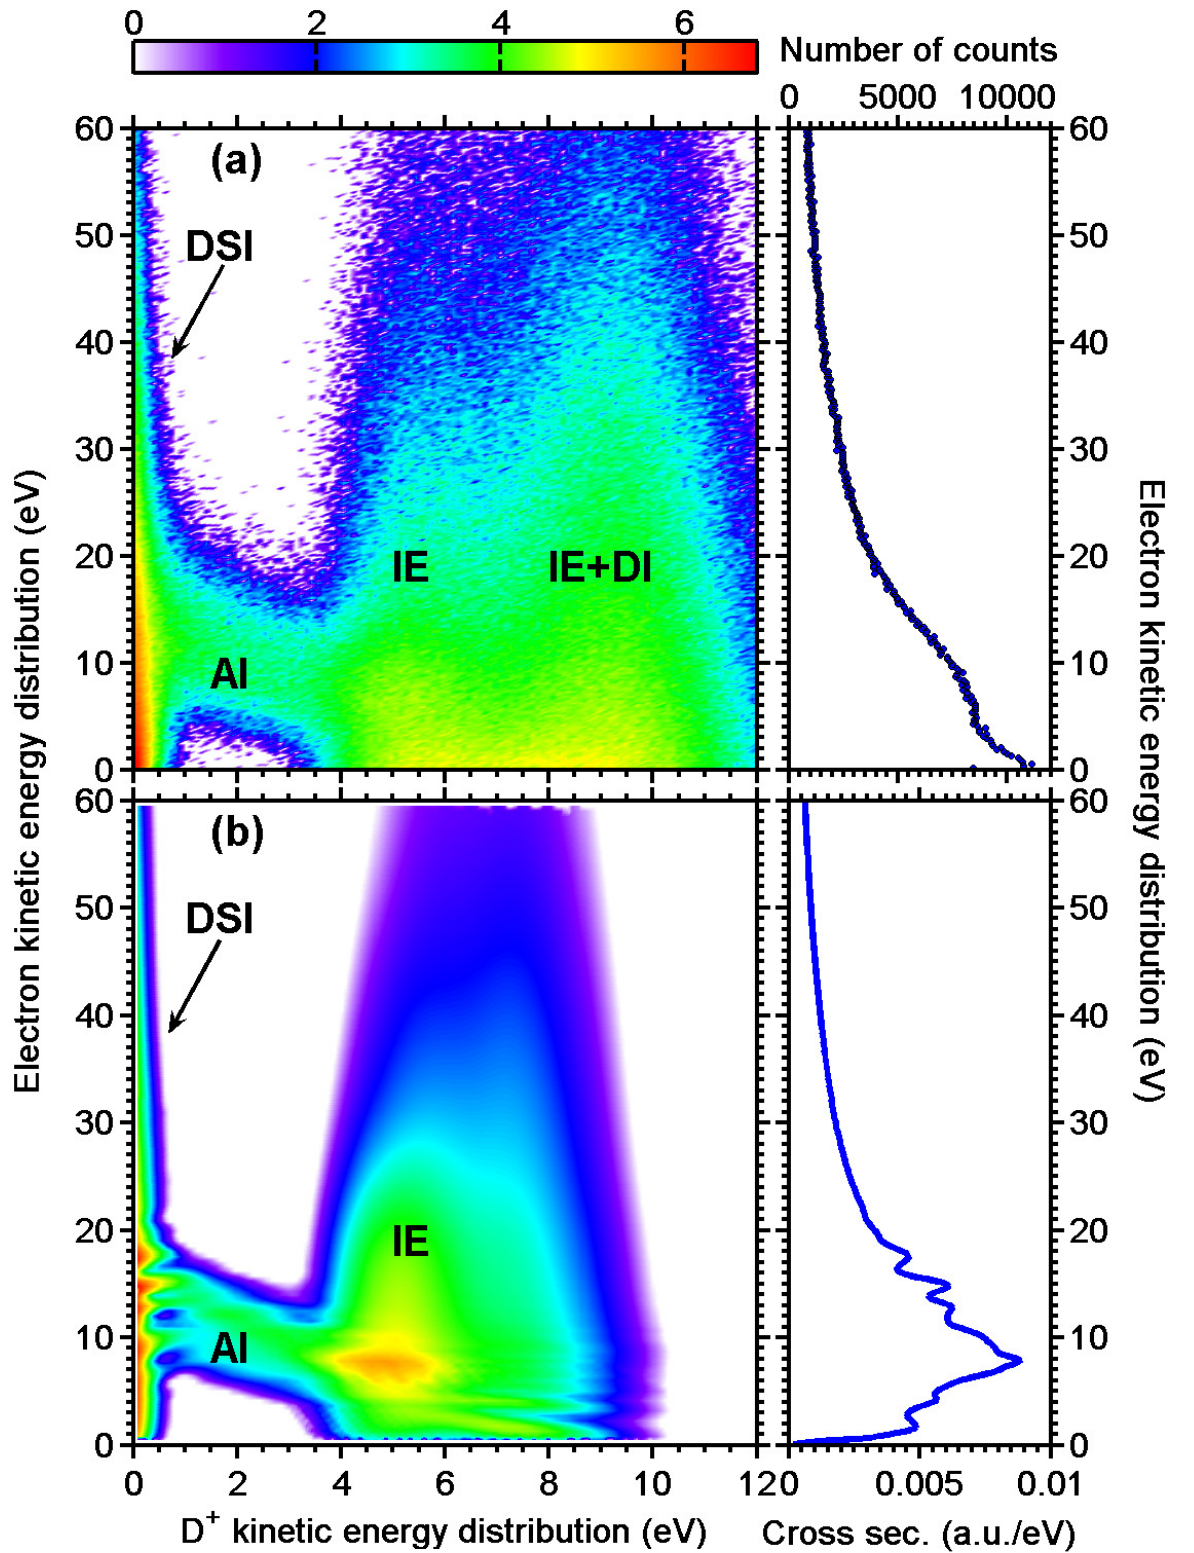 0 2 4 6
Number of counts
0 5000 10000
60 (a) 60
DSI
50 50
40 40
30 30
20 IE IE+DI 20
10 AI 10
0 0
Electron kinetic energy distribution (eV)
Electron kinetic energy distribution (eV)
60 (b) 60
DSI
50 50
40 40
30 30
20 IE 20
10 AI 10
0 0
0 2 4 6 8 10 12 0 0.005 0.01
D+ kinetic energy distribution (eV) Cross sec. (a.u./eV)